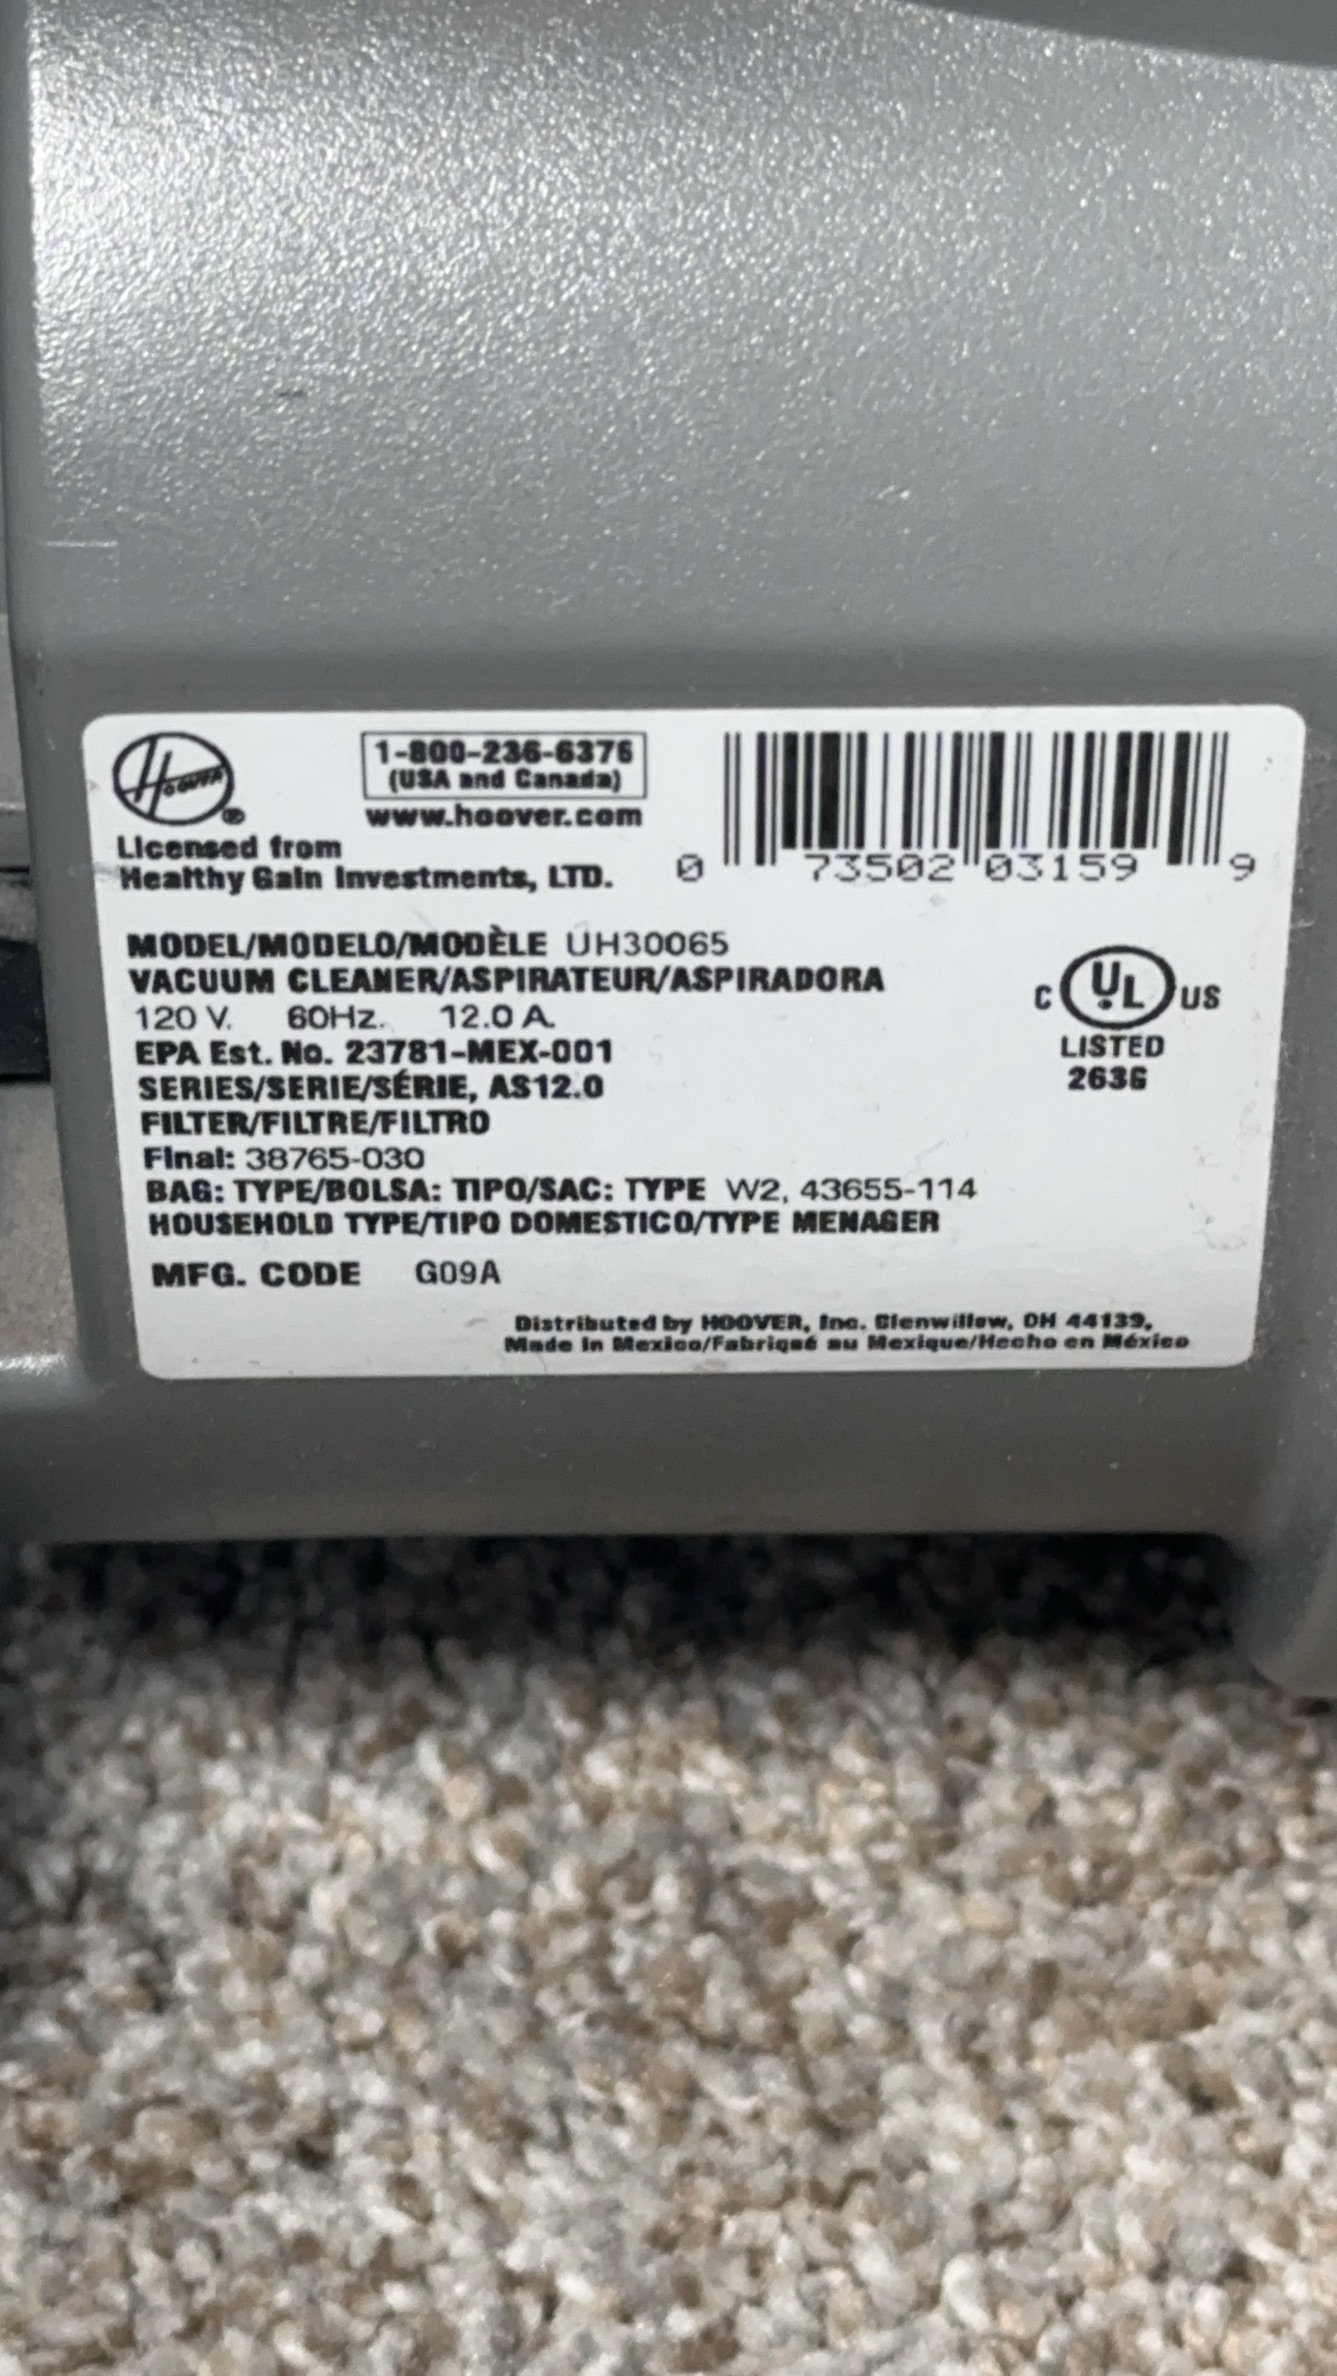 HOOVER ®
1-800-236-6376
(USA and Canada)
www.hoover.com
Licensed from
Healthy Gain Investments, LTD.
0 73502 03159 9
MODEL/MODELO/MODÈLE UH30065
VACUUM CLEANER/ASPIRATEUR/ASPIRADORA
120 V. 60Hz. 12.0 A.
C UL US
EPA Est. No. 23781-MEX-001
LISTED
2636
SERIES/SERIE/SÉRIE, AS12.0
FILTER/FILTRE/FILTRO
Final: 38765-030
BAG: TYPE/BOLSA: TIPO/SAC: TYPE W2, 43655-114
HOUSEHOLD TYPE/TIPO DOMESTICO/TYPE MENAGER
MFG. CODE G09A
Distributed by HOOVER, Inc. Glenwillow, OH 44139,
Made in Mexico/Fabriqué au Mexique/Hecho en México